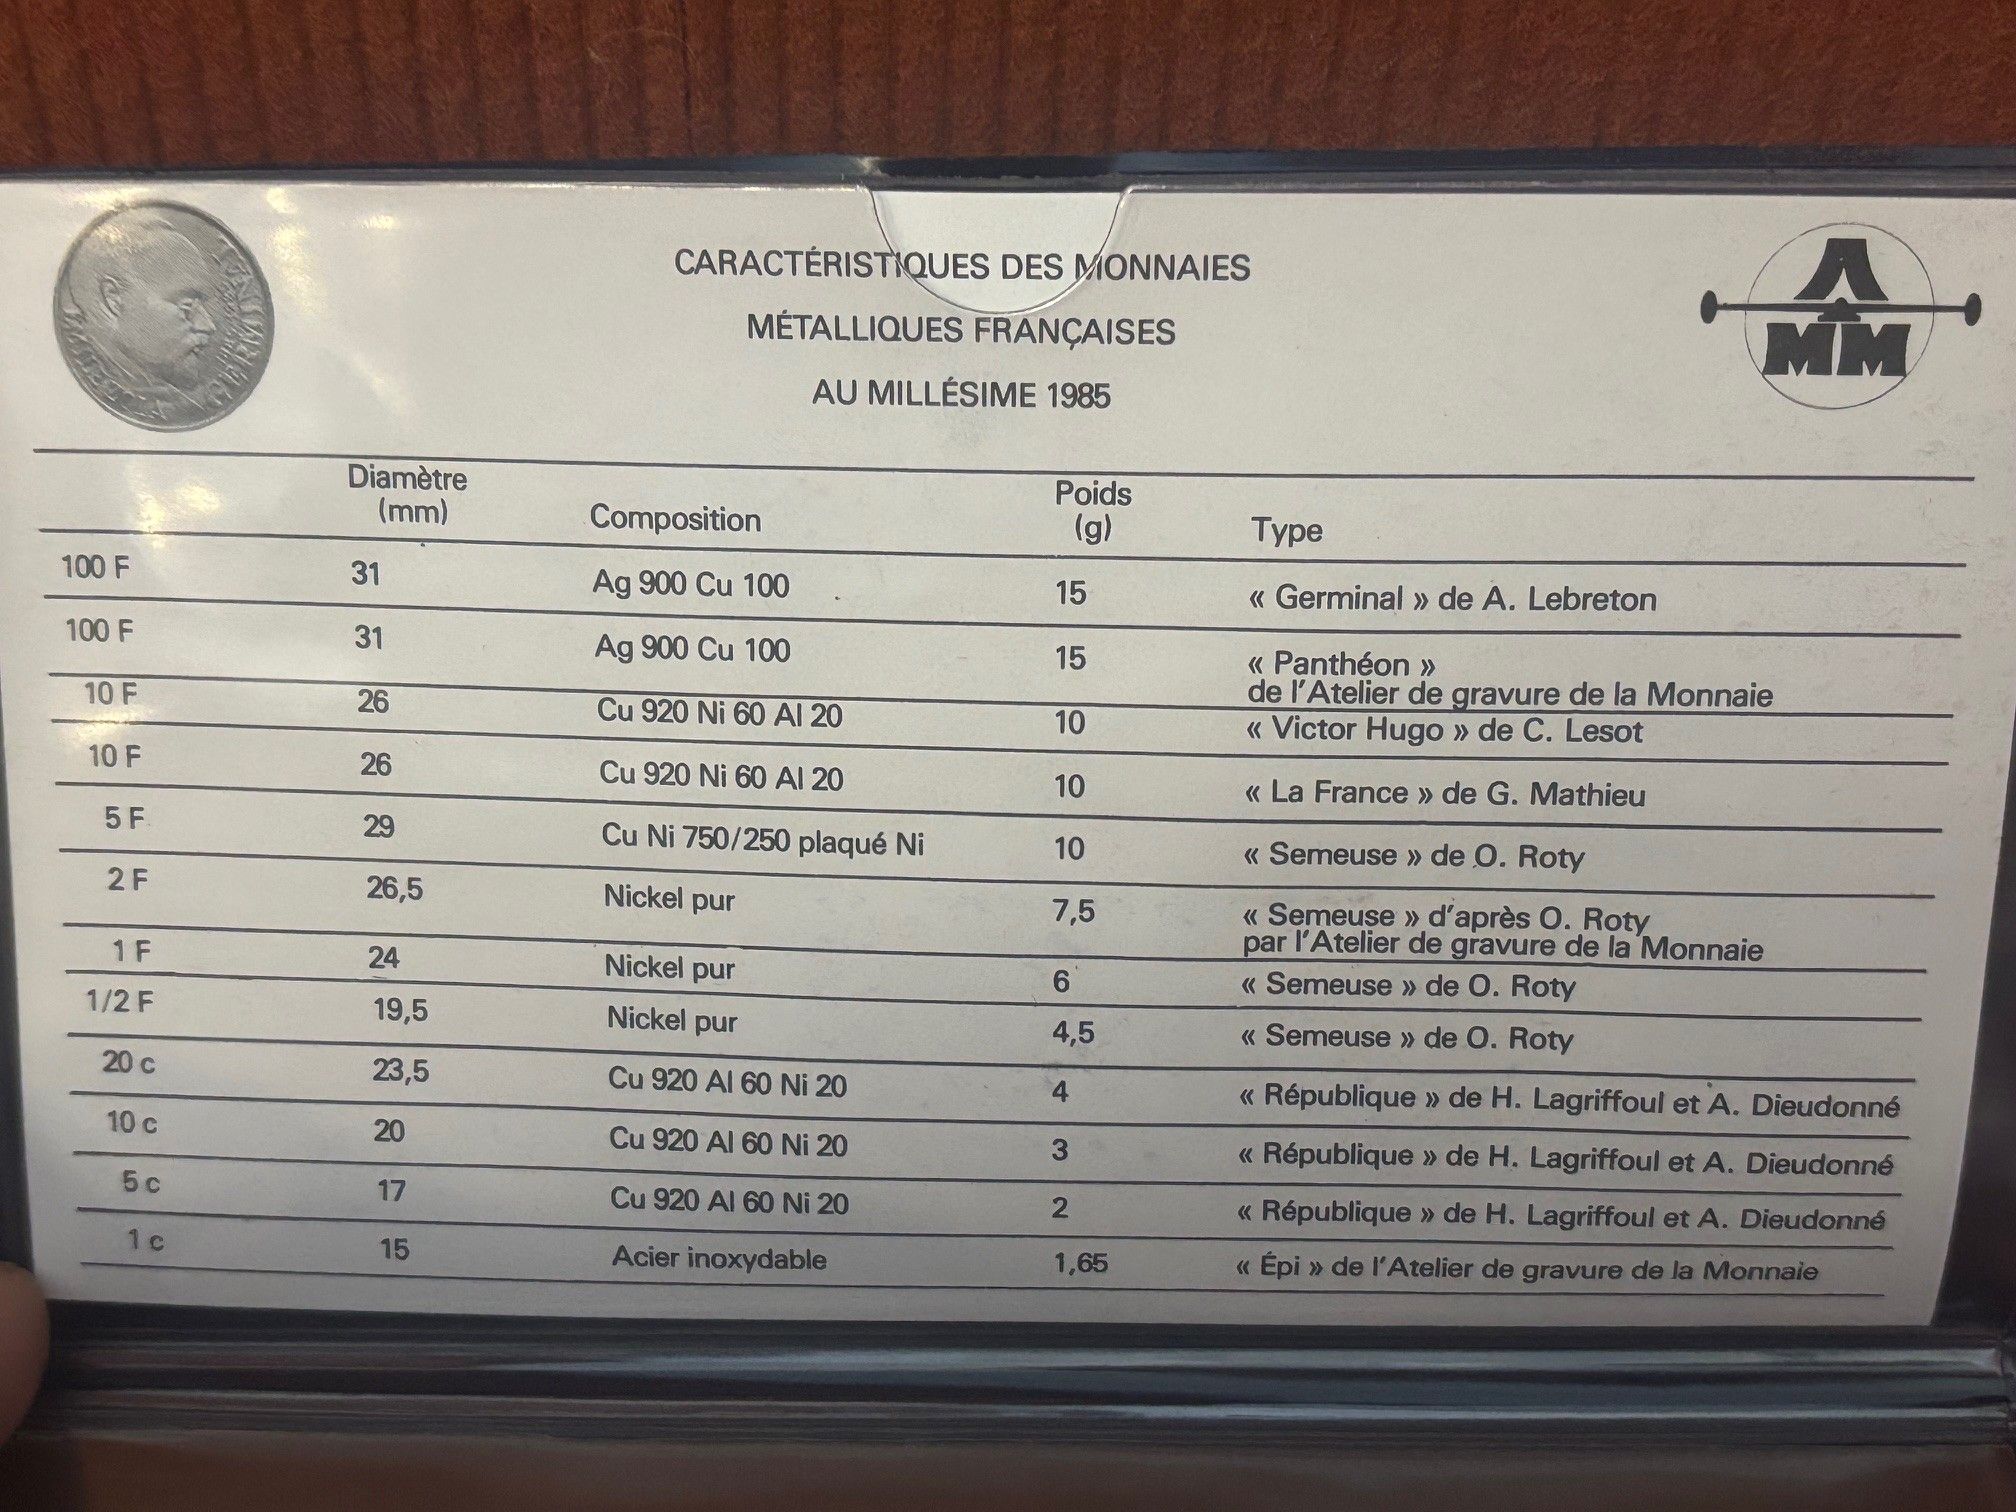 CARACTÉRISTIQUES DES MONNAIES
MÉTALLIQUES FRANÇAISES
AU MILLÉSIME 1985
GERMINAL
A
MM
Diamètre (mm) Composition Poids (g) Type
100 F 31 Ag 900 Cu 100 15 « Germinal » de A. Lebreton
100 F 31 Ag 900 Cu 100 15 « Panthéon »
de l'Atelier de gravure de la Monnaie
10 F 26 Cu 920 Ni 60 Al 20 10 « Victor Hugo » de C. Lesot
10 F 26 Cu 920 Ni 60 Al 20 10 « La France » de G. Mathieu
5 F 29 Cu Ni 750/250 plaqué Ni 10 « Semeuse » de O. Roty
2 F 26,5 Nickel pur 7,5 « Semeuse » d'après O. Roty
par l'Atelier de gravure de la Monnaie
1 F 24 Nickel pur 6 « Semeuse » de O. Roty
1/2 F 19,5 Nickel pur 4,5 « Semeuse » de O. Roty
20 c 23,5 Cu 920 Al 60 Ni 20 4 « République » de H. Lagriffoul et A. Dieudonné
10 c 20 Cu 920 Al 60 Ni 20 3 « République » de H. Lagriffoul et A. Dieudonné
5 c 17 Cu 920 Al 60 Ni 20 2 « République » de H. Lagriffoul et A. Dieudonné
1 c 15 Acier inoxydable 1,65 « Épi » de l'Atelier de gravure de la Monnaie